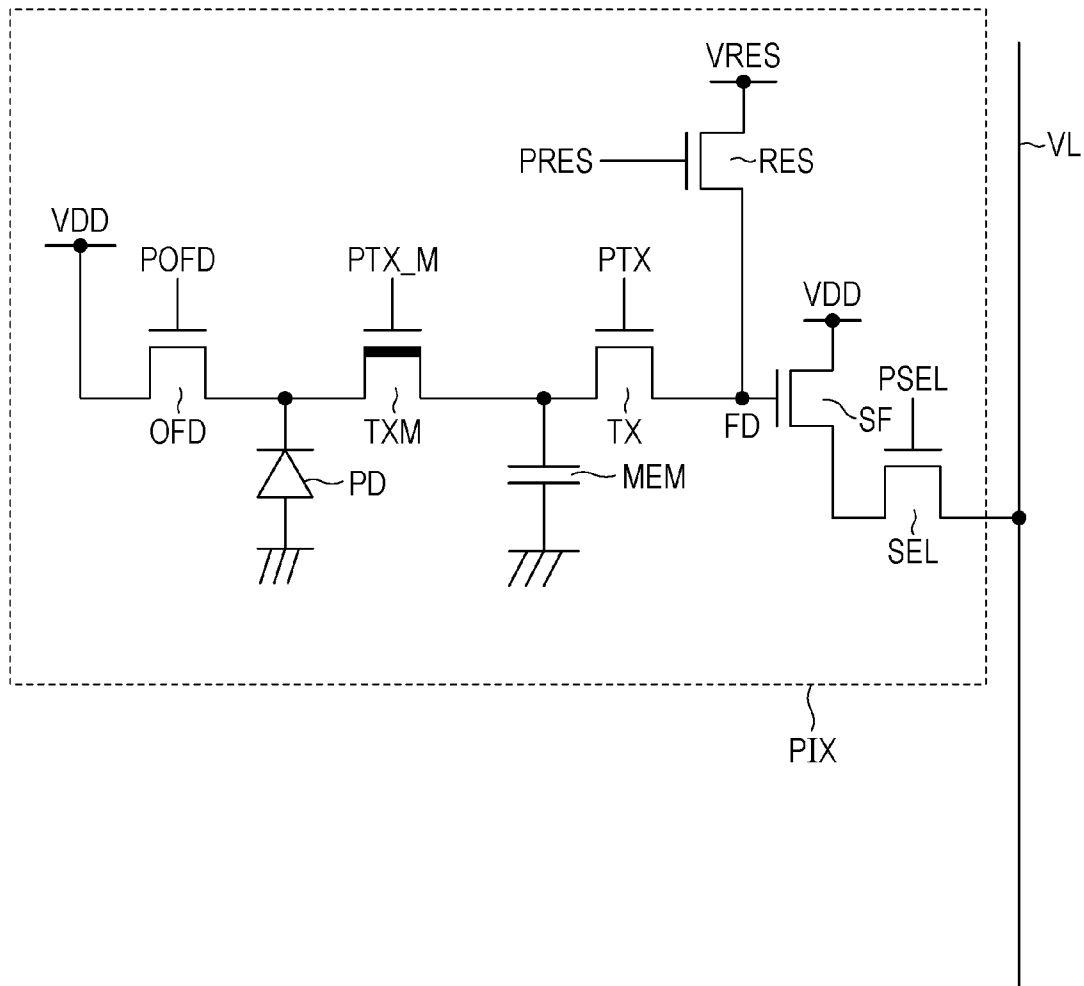 VRES
PRES
RES
VL
VDD
POFD
PTX_M
PTX
VDD
PSEL
OFD
TXM
TX
FD
SF
PD
MEM
SEL
PIX